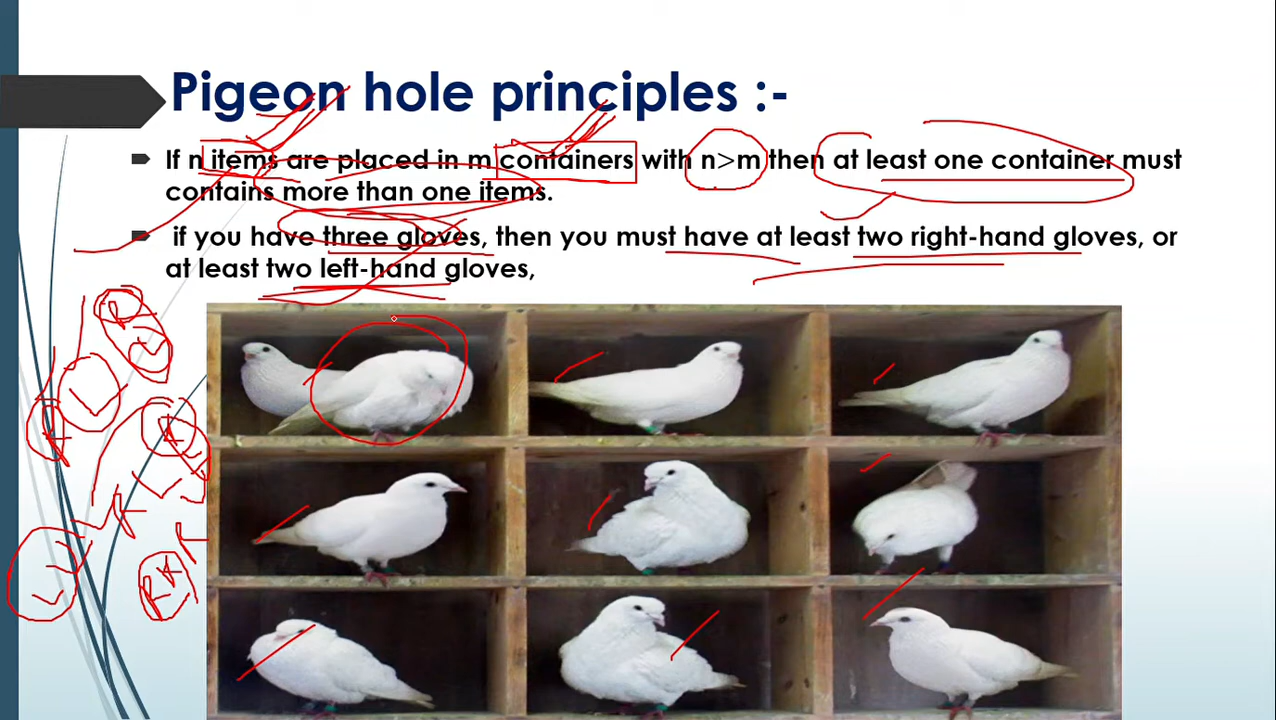 Pigeon hole principles :-
If n items are placed in m containers with n>m then at least one container must
contains more than one items.
if you have three gloves, then you must have at least two right-hand gloves, or
at least two left-hand gloves,
R
L
L
R
R
L
L
R
L
L
R
R
R